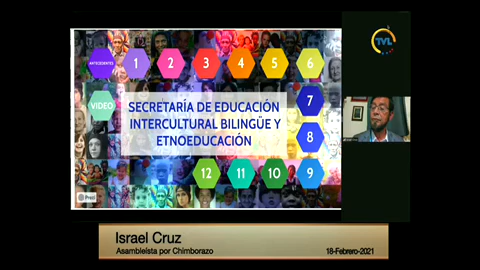 ANTECEDENTES
1
2
3
4
5
6
TVL
VIDEO
SECRETARÍA DE EDUCACIÓN
INTERCULTURAL BILINGÜE Y
ETNOEDUCACIÓN
7
8
12
11
10
9
Prezi
Israel Cruz
Asambleísta por Chimborazo
18-Febrero-2021